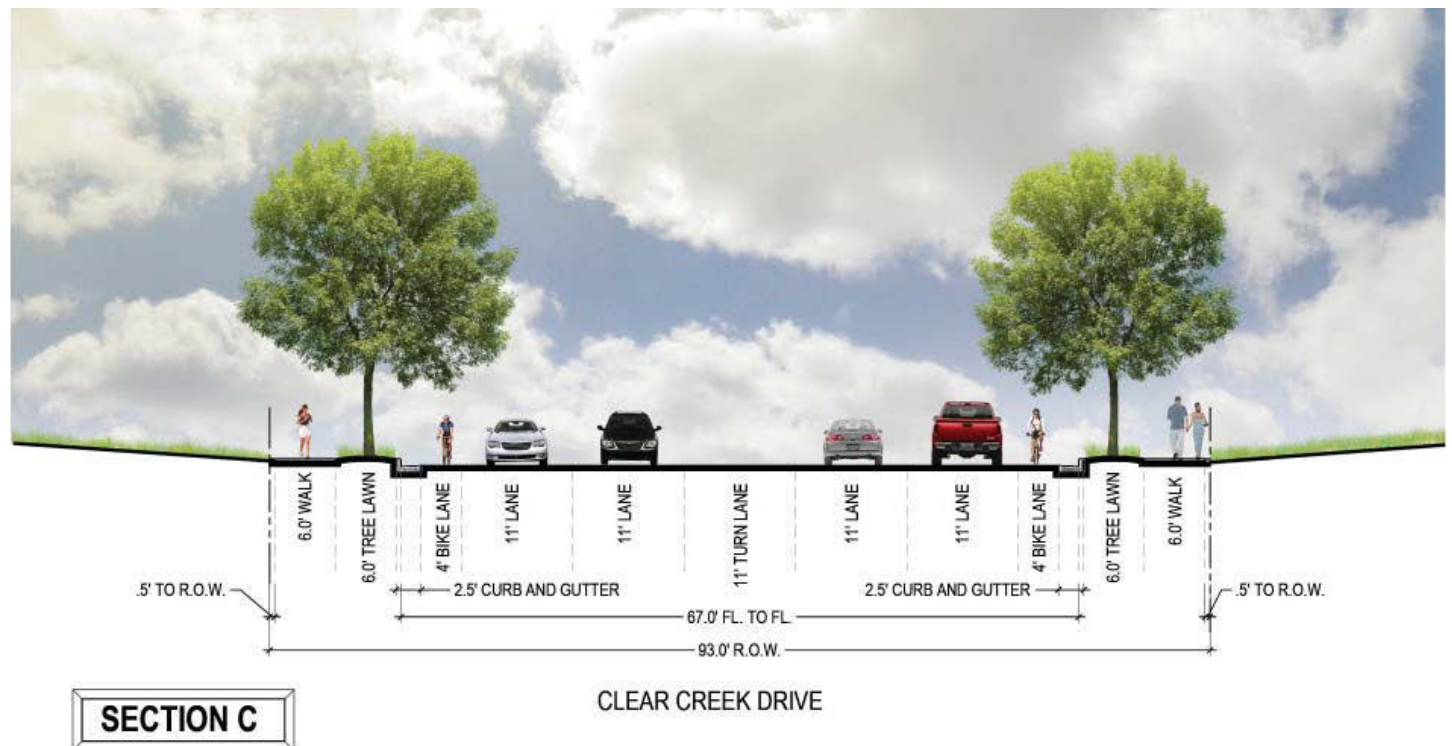 6.0' WALK
6.0' TREE LAWN
4' BIKE LANE
11' LANE
11' LANE
11' TURN LANE
11' LANE
11' LANE
4' BIKE LANE
6.0' TREE LAWN
6.0' WALK
.5' TO R.O.W.
2.5' CURB AND GUTTER
2.5' CURB AND GUTTER
.5' TO R.O.W.
67.0' FL. TO FL.
93.0' R.O.W.
CLEAR CREEK DRIVE
SECTION C